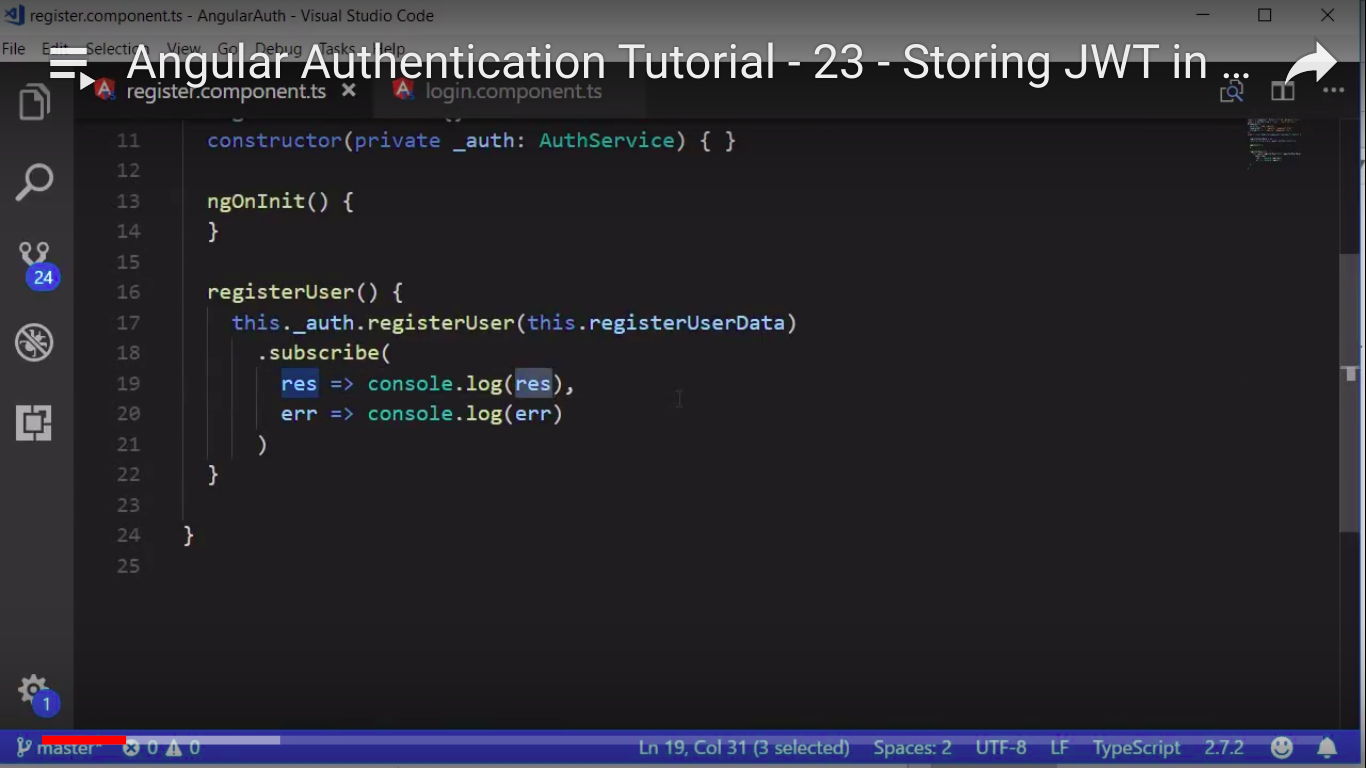 register.component.ts - AngularAuth - Visual Studio Code
File Edit Selection View Go Debug Tasks Help
Angular Authentication Tutorial - 23 - Storing JWT in ...
register.component.ts login.component.ts
11 constructor(private _auth: AuthService) { }
12
13 ngOnInit() {
14 }
15
16 registerUser() {
17 this._auth.registerUser(this.registerUserData)
18 .subscribe(
19 res => console.log(res),
20 err => console.log(err)
21 )
22 }
23
24 }
25
24
1
master* 0 0 Ln 19, Col 31 (3 selected) Spaces: 2 UTF-8 LF TypeScript 2.7.2